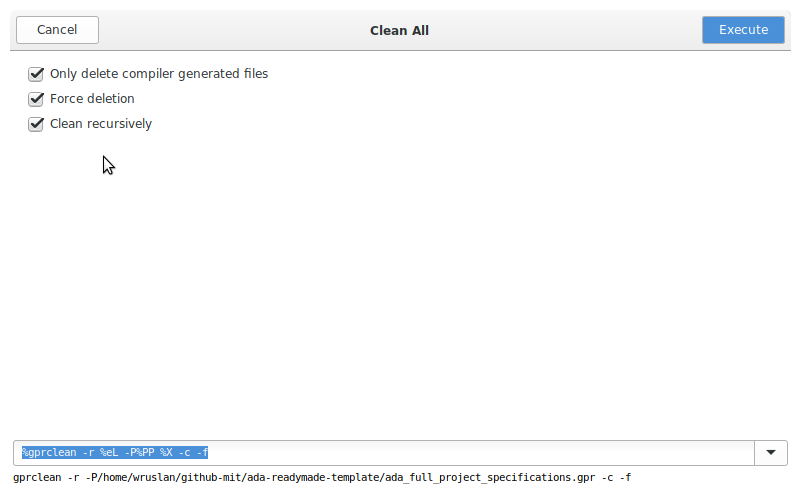 Cancel
Clean All
Execute
Only delete compiler generated files
Force deletion
Clean recursively
%gprclean -r %eL -P%PP %X -c -f
gprclean -r -P/home/wruslan/github-mit/ada-readymade-template/ada_full_project_specifications.gpr -c -f